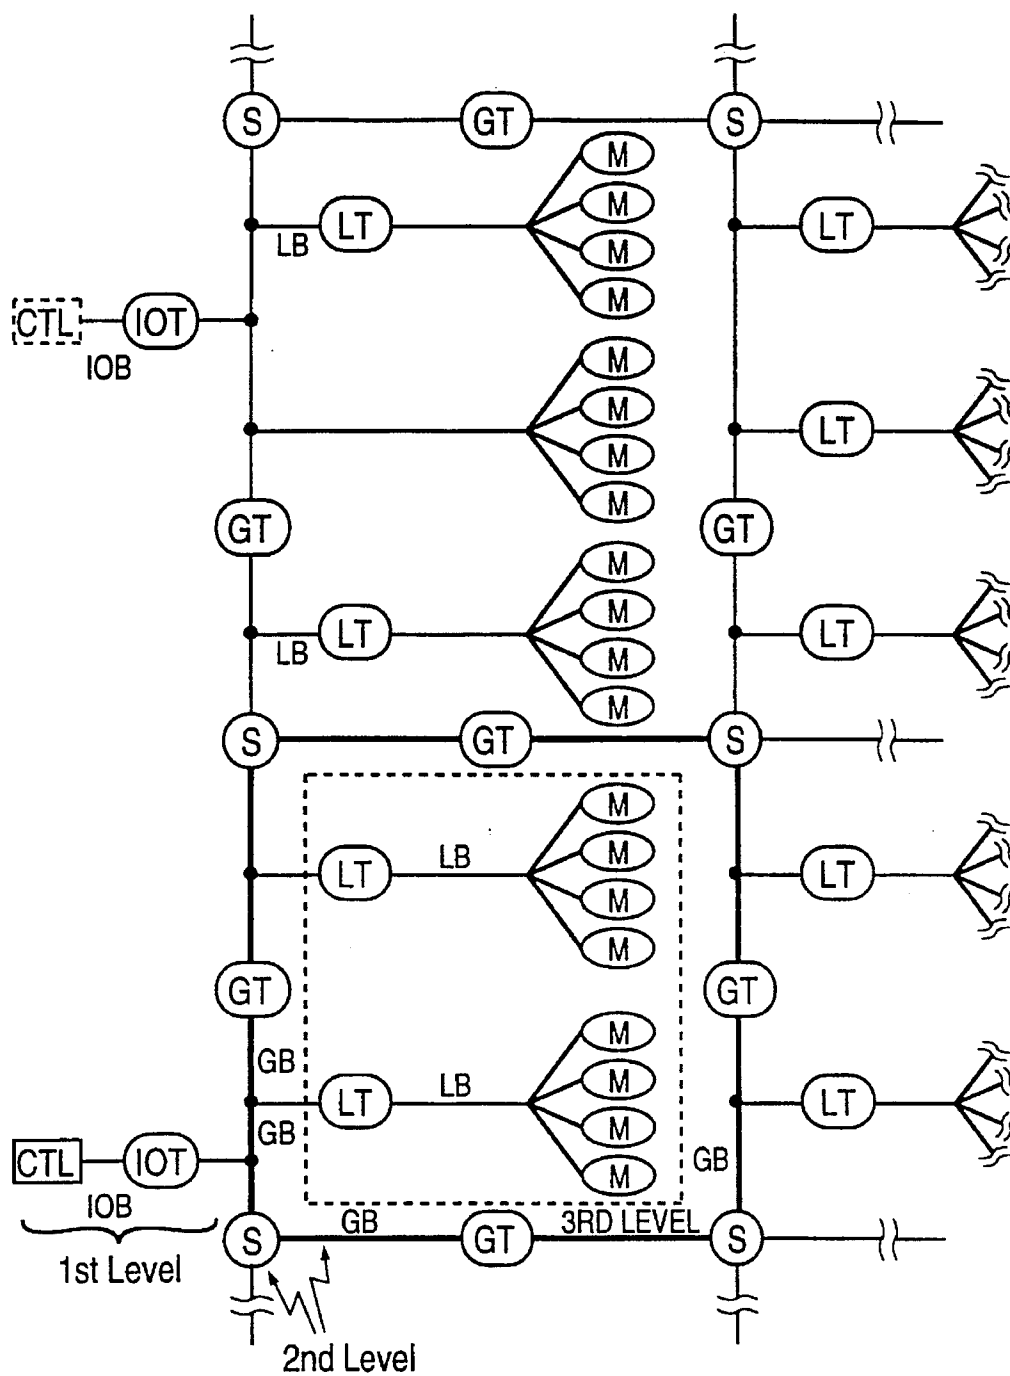 S GT S
M
M
LT LT
LB M
M
CTL IOT
IOB
M
M LT
M
M
GT GT
M
M
LT LT
LB M
M
S GT S
M
LT LB M LT
M
M
GT GT
M
GB
M
LT LB LT
M
GB
CTL IOT M GB
IOB
GB 3RD LEVEL
S GT S
1st Level
2nd Level